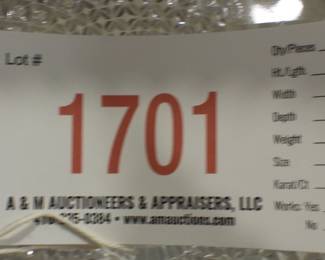 Lot #
1701
A & M AUCTIONEERS & APPRAISERS, LLC
-0384 • www.amauctions.com
Qty/Pieces
Ht./Lgth.
Width
Depth
Weight
Size
Karat/Ct
Works: Yes
No